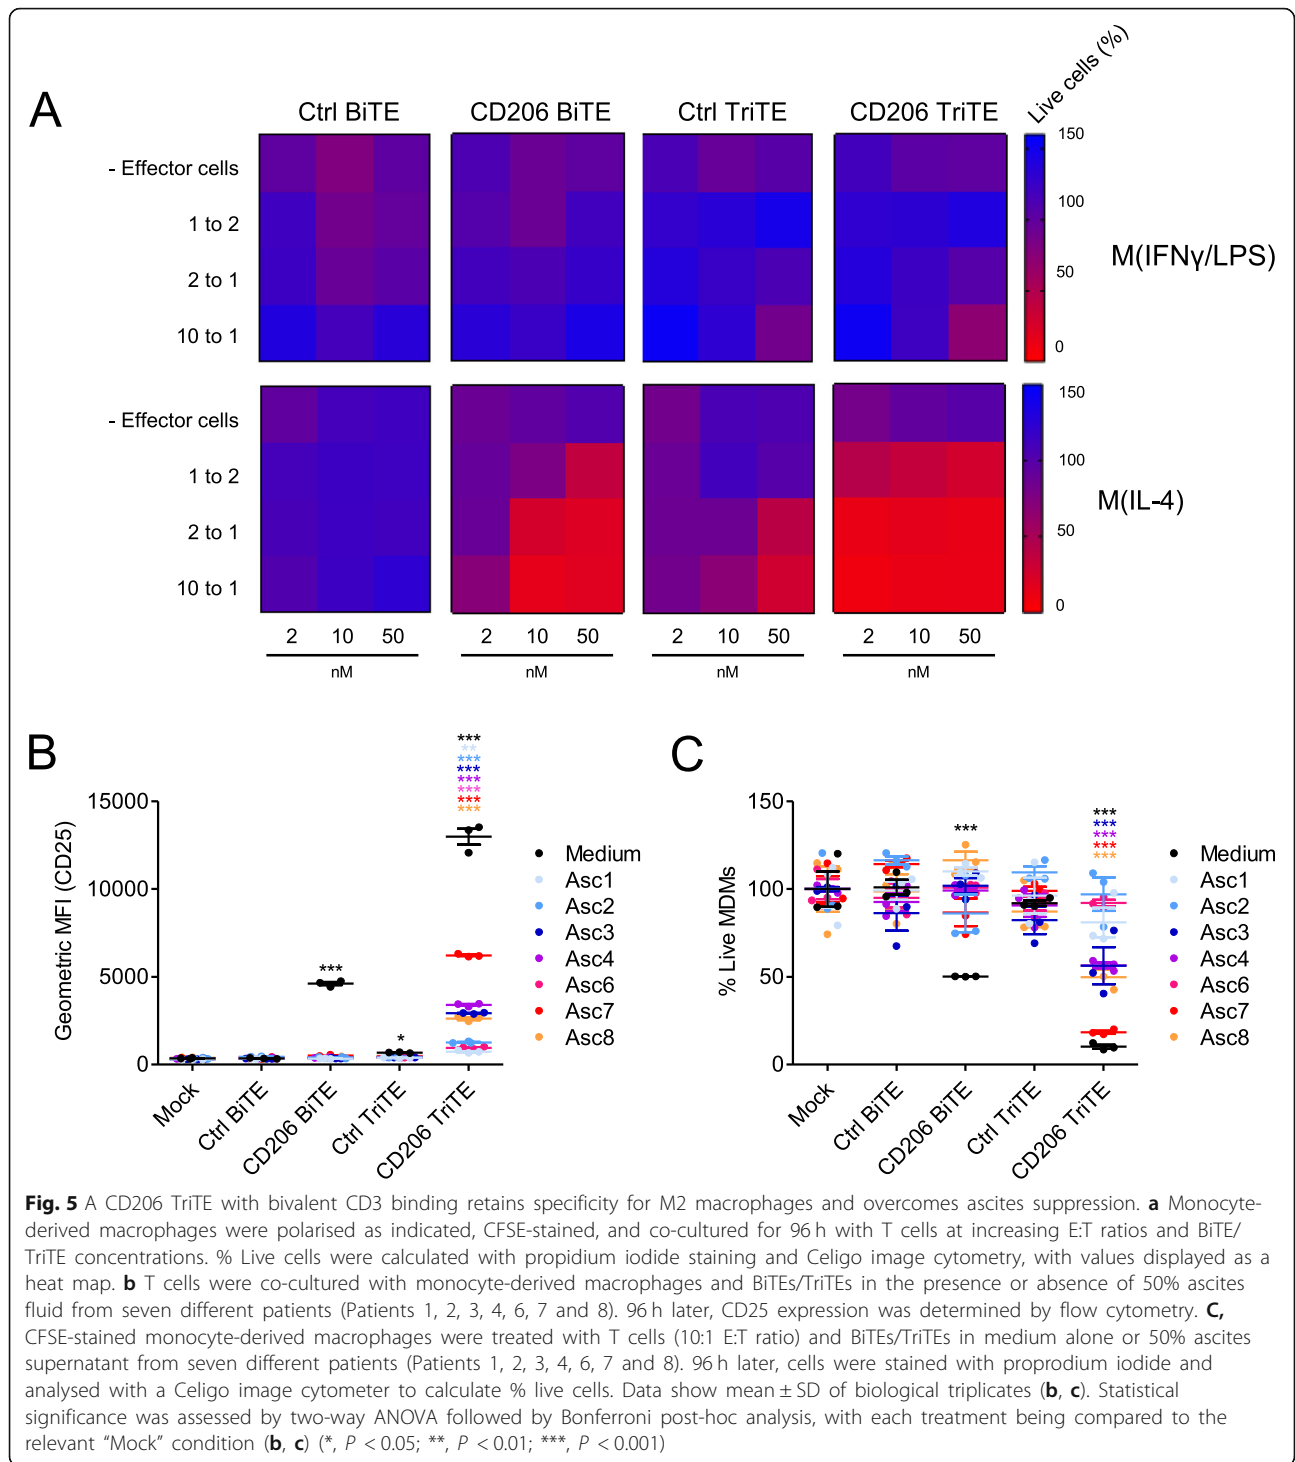 A
Ctrl BiTE
CD206 BiTE
Ctrl TriTE
CD206 TriTE
Live cells (%)
- Effector cells
1 to 2
2 to 1
10 to 1
150
100
50
0
M(IFNγ/LPS)
- Effector cells
1 to 2
2 to 1
10 to 1
150
100
50
0
M(IL-4)
2 10 50
nM
2 10 50
nM
2 10 50
nM
2 10 50
nM
B
Geometric MFI (CD25)
15000
10000
5000
0
***
*
***
**
***
***
***
***
***
***
Mock
Ctrl BiTE
CD206 BiTE
Ctrl TriTE
CD206 TriTE
Medium
Asc1
Asc2
Asc3
Asc4
Asc6
Asc7
Asc8
C
% Live MDMs
150
100
50
0
***
***
***
***
***
***
Mock
Ctrl BiTE
CD206 BiTE
Ctrl TriTE
CD206 TriTE
Medium
Asc1
Asc2
Asc3
Asc4
Asc6
Asc7
Asc8
Fig. 5 A CD206 TriTE with bivalent CD3 binding retains specificity for M2 macrophages and overcomes ascites suppression. a Monocyte-
derived macrophages were polarised as indicated, CFSE-stained, and co-cultured for 96 h with T cells at increasing E:T ratios and BiTE/
TriTE concentrations. % Live cells were calculated with propidium iodide staining and Celigo image cytometry, with values displayed as a
heat map. b T cells were co-cultured with monocyte-derived macrophages and BiTEs/TriTEs in the presence or absence of 50% ascites
fluid from seven different patients (Patients 1, 2, 3, 4, 6, 7 and 8). 96 h later, CD25 expression was determined by flow cytometry. C,
CFSE-stained monocyte-derived macrophages were treated with T cells (10:1 E:T ratio) and BiTEs/TriTEs in medium alone or 50% ascites
supernatant from seven different patients (Patients 1, 2, 3, 4, 6, 7 and 8). 96 h later, cells were stained with proprodium iodide and
analysed with a Celigo image cytometer to calculate % live cells. Data show mean ± SD of biological triplicates (b, c). Statistical
significance was assessed by two-way ANOVA followed by Bonferroni post-hoc analysis, with each treatment being compared to the
relevant “Mock” condition (b, c) (*, P < 0.05; **, P < 0.01; ***, P < 0.001)